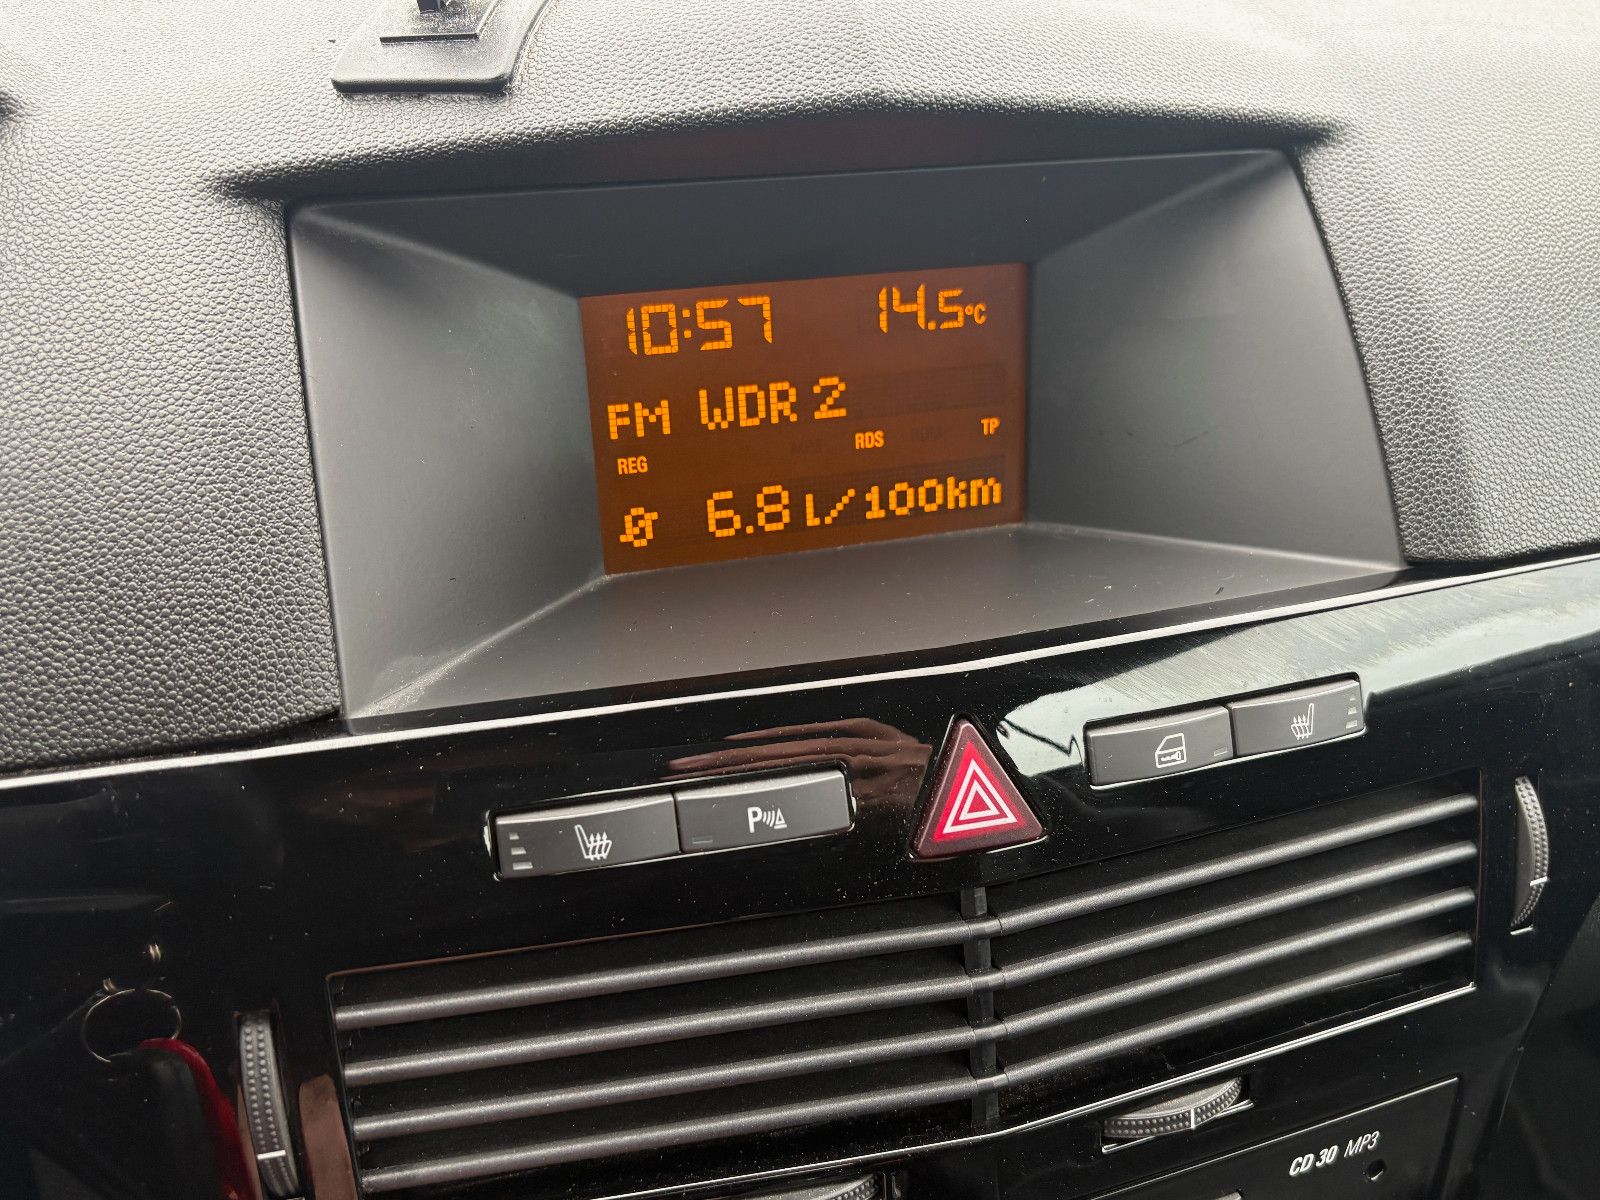 10:57 14.5°C
FM WDR 2
REG RDS TP
Ø 6.8 l/100km
P
CD 30 MP3